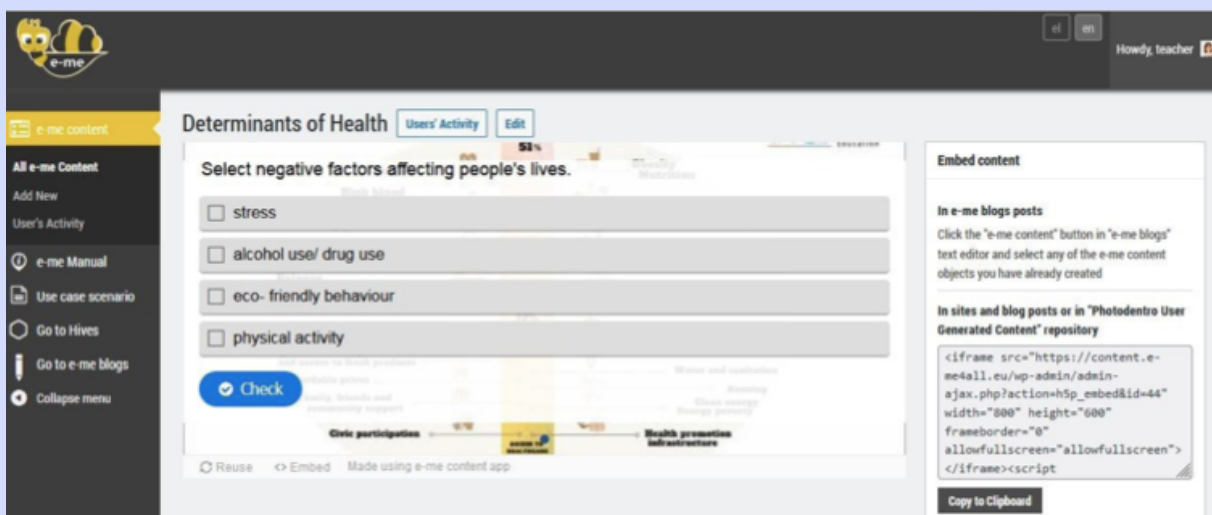 e-me
el en
Howdy, teacher
e-me content
All e-me Content
Add New
User's Activity
e-me Manual
Use case scenario
Go to Hives
Go to e-me blogs
Collapse menu
Determinants of Health Users' Activity Edit
51%
Select negative factors affecting people's lives.
stress
alcohol use/ drug use
eco- friendly behaviour
physical activity
Check
Civic participation
Health promotion
infrastructure
Reuse <> Embed Made using e-me content app
Embed content
In e-me blogs posts
Click the "e-me content" button in "e-me blogs"
text editor and select any of the e-me content
objects you have already created
In sites and blog posts or in "Photodentro User
Generated Content" repository
<iframe src="https://content.e-
me4all.eu/wp-admin/admin-
ajax.php?action=h5p_embed&id=44"
width="800" height="600"
frameborder="0"
allowfullscreen="allowfullscreen">
</iframe><script
Copy to Clipboard